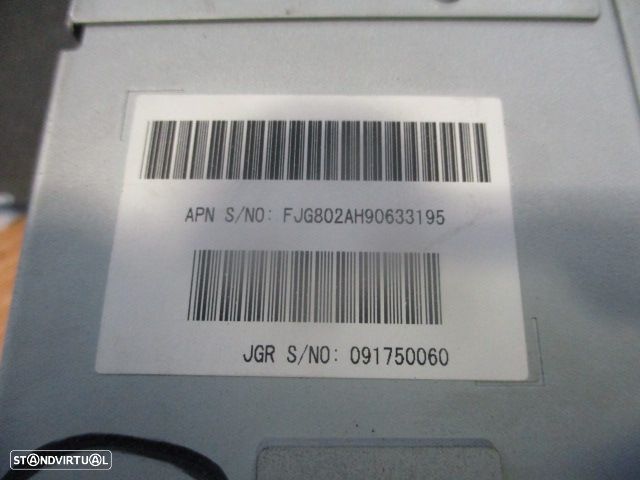 APN S/NO: FJG802AH90633195
JGR S/NO: 091750060
STANDVIRTUAL